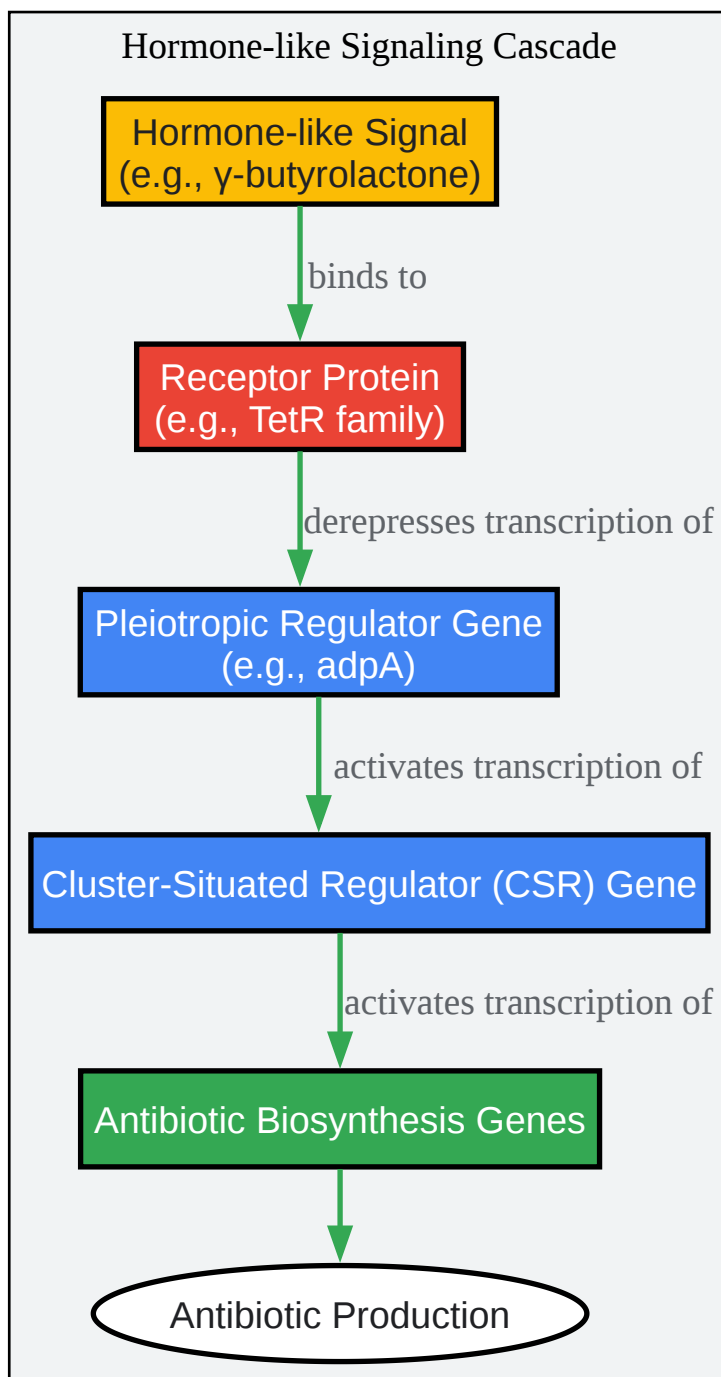 Hormone-like Signaling Cascade
Hormone-like Signal
(e.g., γ-butyrolactone)
binds to
Receptor Protein
(e.g., TetR family)
derepresses transcription of
Pleiotropic Regulator Gene
(e.g., adpA)
activates transcription of
Cluster-Situated Regulator (CSR) Gene
activates transcription of
Antibiotic Biosynthesis Genes
Antibiotic Production